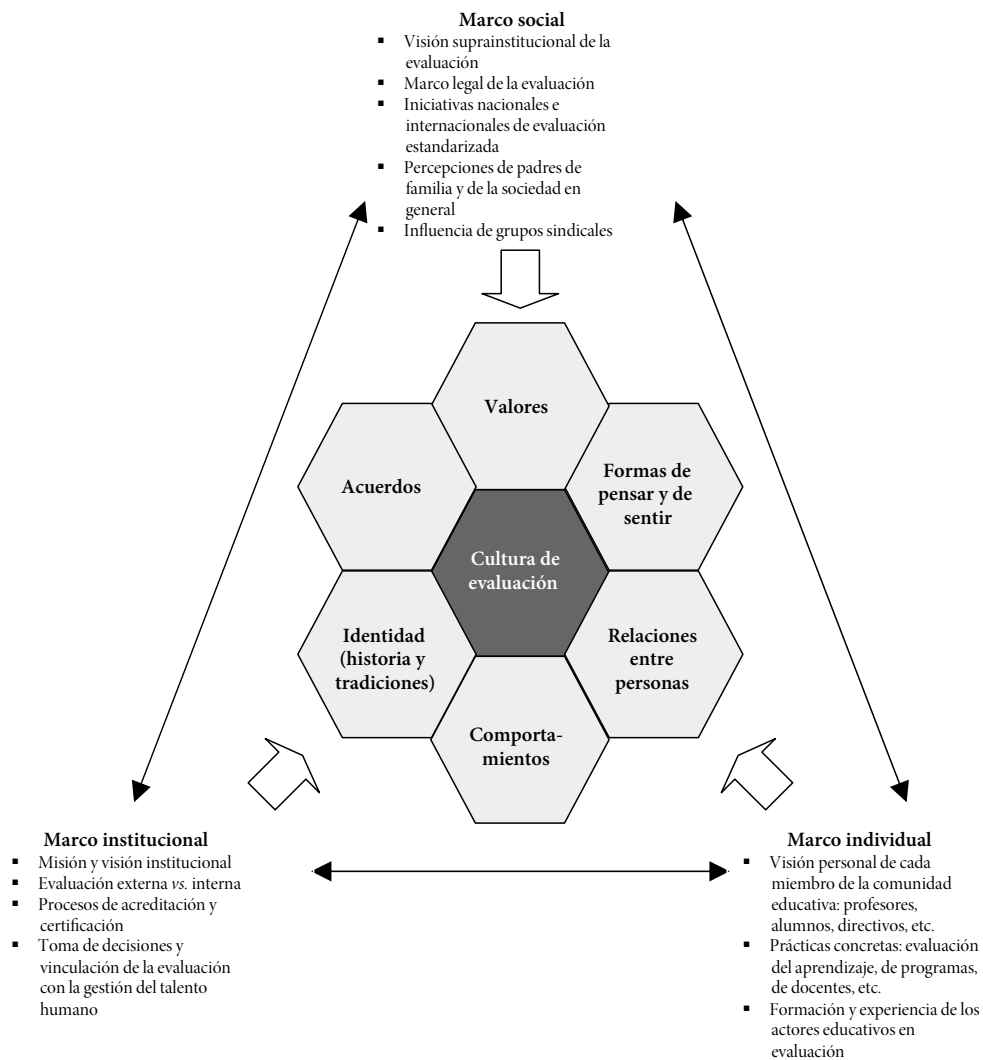 Marco social
▪ Visión suprainstitucional de la
evaluación
▪ Marco legal de la evaluación
▪ Iniciativas nacionales e
internacionales de evaluación
estandarizada
▪ Percepciones de padres de
familia y de la sociedad en
general
▪ Influencia de grupos sindicales
Valores
Acuerdos
Formas de
pensar y de
sentir
Cultura de
evaluación
Identidad
(historia y
tradiciones)
Relaciones
entre
personas
Comporta-
mientos
Marco institucional
▪ Misión y visión institucional
▪ Evaluación externa vs. interna
▪ Procesos de acreditación y
certificación
▪ Toma de decisiones y
vinculación de la evaluación
con la gestión del talento
humano
Marco individual
▪ Visión personal de cada
miembro de la comunidad
educativa: profesores,
alumnos, directivos, etc.
▪ Prácticas concretas: evaluación
del aprendizaje, de programas,
de docentes, etc.
▪ Formación y experiencia de los
actores educativos en
evaluación